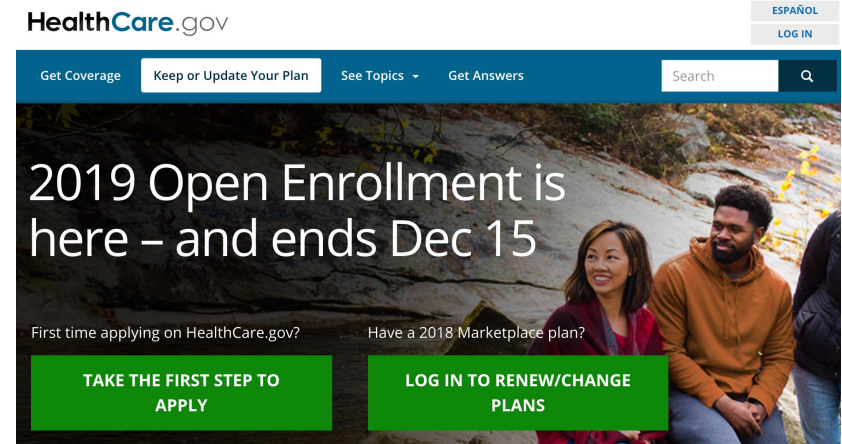 HealthCare.gov
ESPAÑOL
LOG IN
Get Coverage
Keep or Update Your Plan
See Topics
Get Answers
Search
2019 Open Enrollment is
here – and ends Dec 15
First time applying on HealthCare.gov?
Have a 2018 Marketplace plan?
TAKE THE FIRST STEP TO
APPLY
LOG IN TO RENEW/CHANGE
PLANS